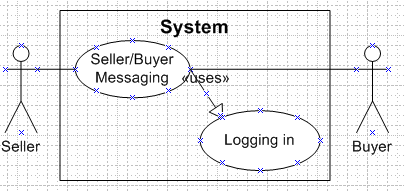 System
Seller/Buyer
Messaging
«uses»
Logging in
Seller
Buyer